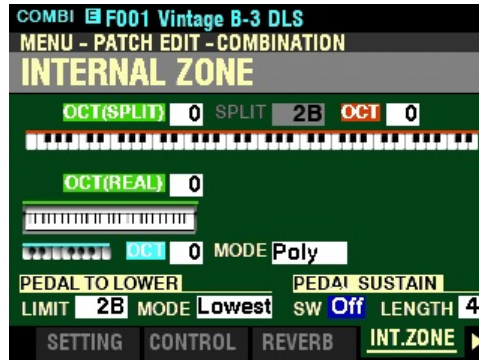 COMBI E F001 Vintage B-3 DLS
MENU - PATCH EDIT - COMBINATION
INTERNAL ZONE
OCT(SPLIT) 0 SPLIT 2B OCT 0
OCT(REAL) 0
OCT 0 MODE Poly
PEDAL TO LOWER PEDAL SUSTAIN
LIMIT 2B MODE Lowest SW Off LENGTH 4
SETTING CONTROL REVERB INT.ZONE